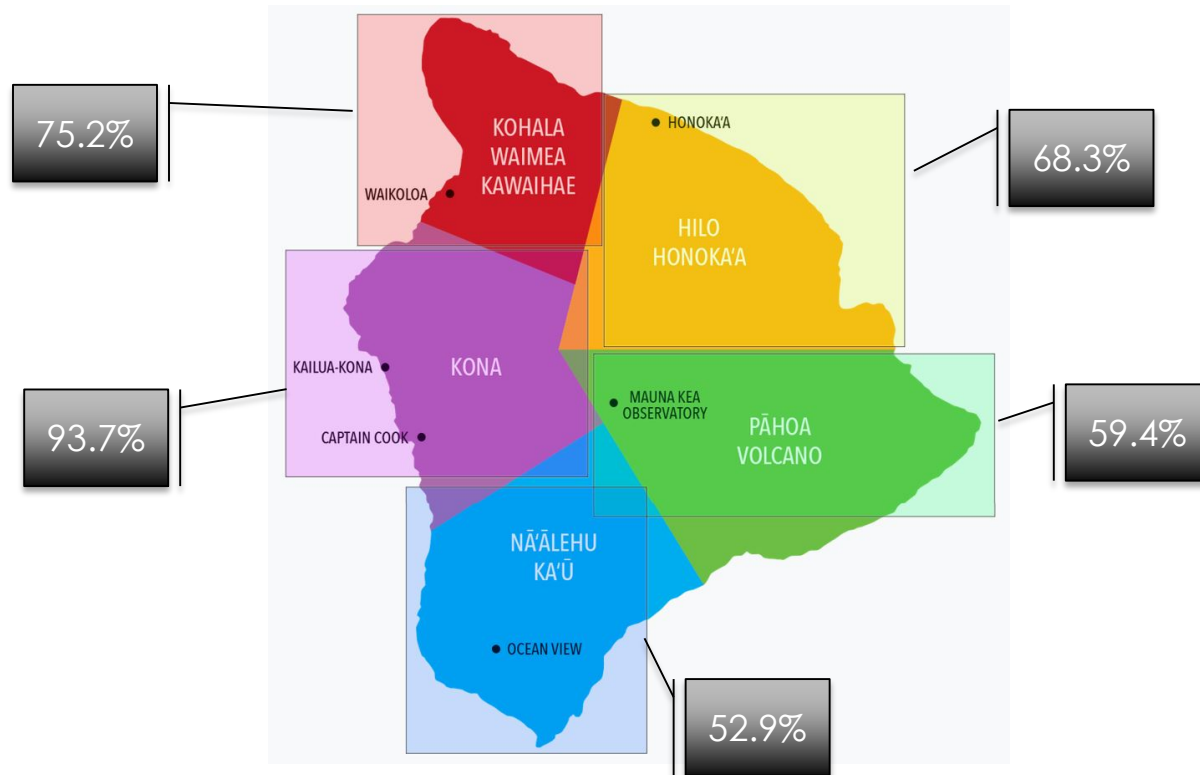 75.2%
KOHALA
WAIMEA
KAWAIHAE
WAIKOLOA
HONOKA‘A
68.3%
HILO
HONOKA‘A
KAILUA-KONA
KONA
CAPTAIN COOK
93.7%
MAUNA KEA
OBSERVATORY
PĀHOA
VOLCANO
59.4%
NĀ‘ĀLEHU
KA‘Ū
OCEAN VIEW
52.9%